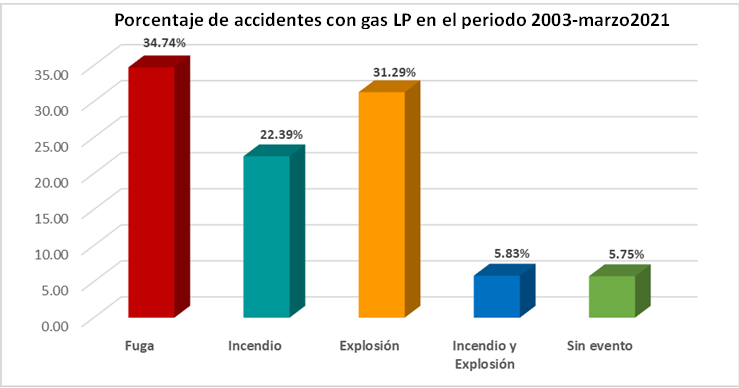 Porcentaje de accidentes con gas LP en el periodo 2003-marzo2021
34.74%
31.29%
22.39%
5.83%
5.75%
35.00
30.00
25.00
20.00
15.00
10.00
5.00
0.00
Fuga
Incendio
Explosión
Incendio y
Explosión
Sin evento